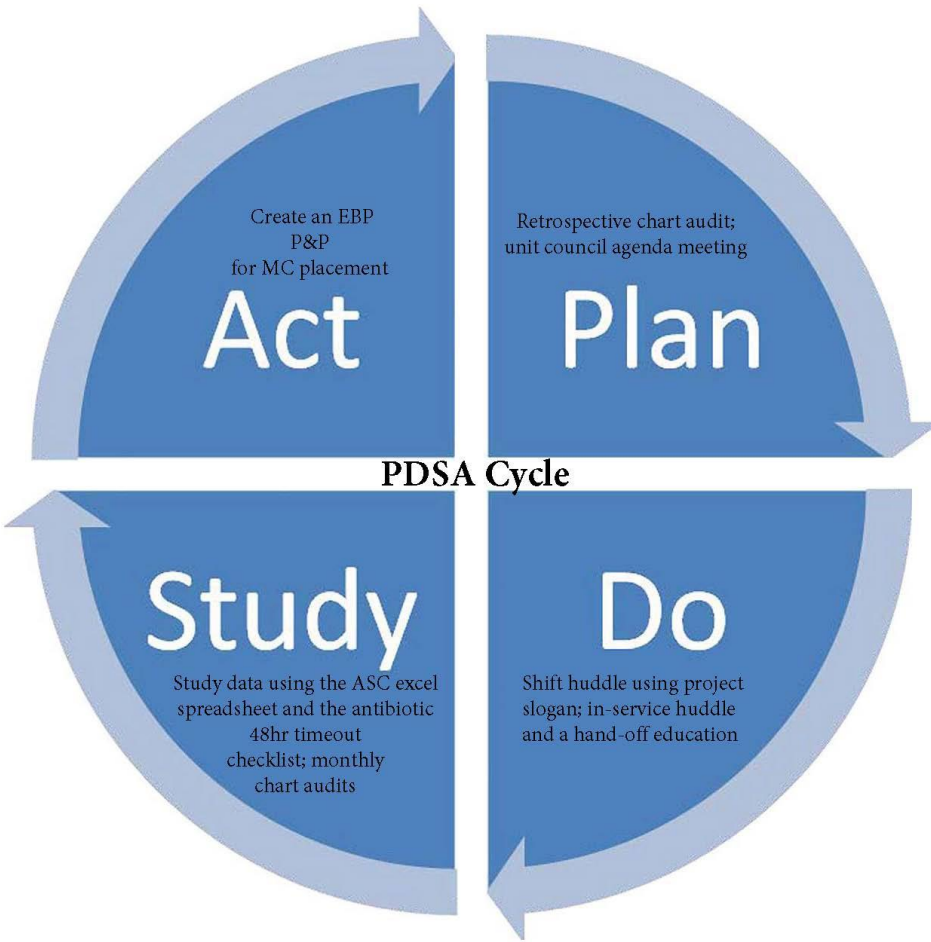 Create an EBP
P&P
for MC placement
Act
Retrospective chart audit;
unit council agenda meeting
Plan
PDSA Cycle
Study
Study data using the ASC excel
spreadsheet and the antibiotic
48hr timeout
checklist; monthly
chart audits
Do
Shift huddle using project
slogan; in-service huddle
and a hand-off education